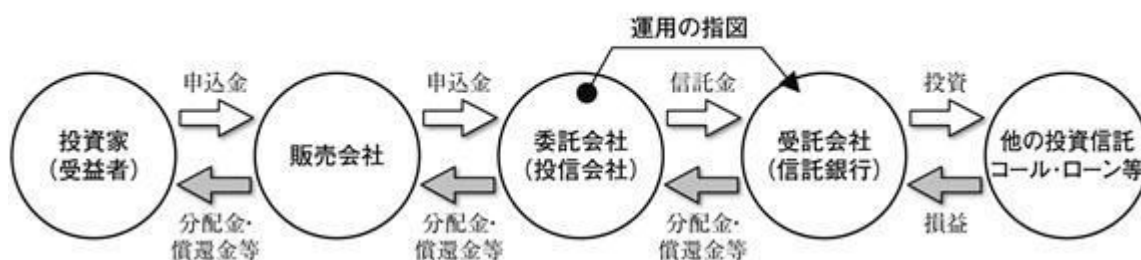 運用の指図
申込金
申込金
信託金
投資
投資家
(受益者)
販売会社
委託会社
(投信会社)
受託会社
(信託銀行)
他の投資信託
コール・ローン等
分配金・
償還金等
分配金・
償還金等
分配金・
償還金等
損益